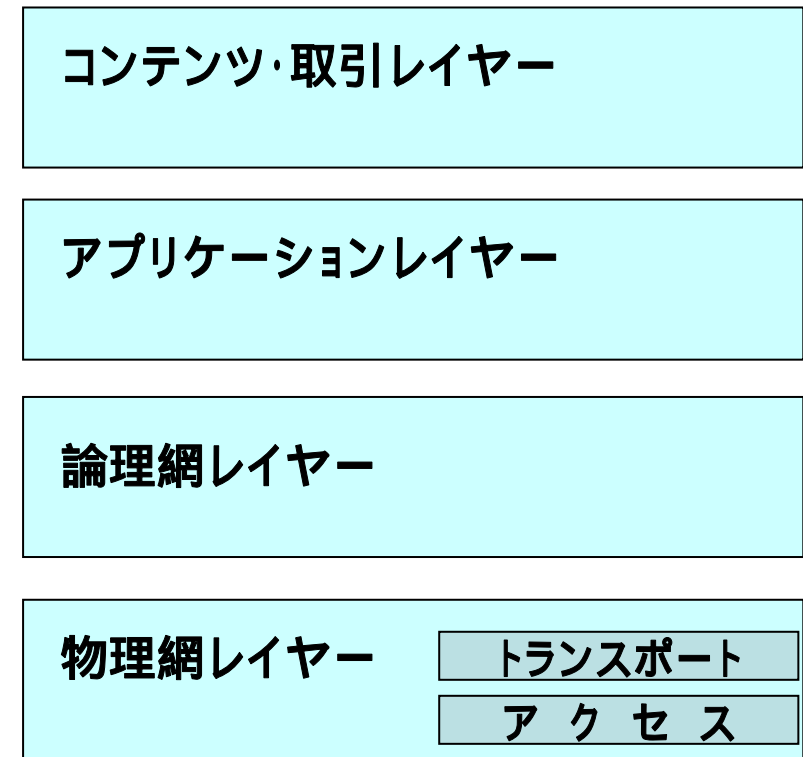 コンテンツ・取引レイヤー
アプリケーションレイヤー
論理網レイヤー
物理網レイヤー
トランスポート
ア ク セ ス